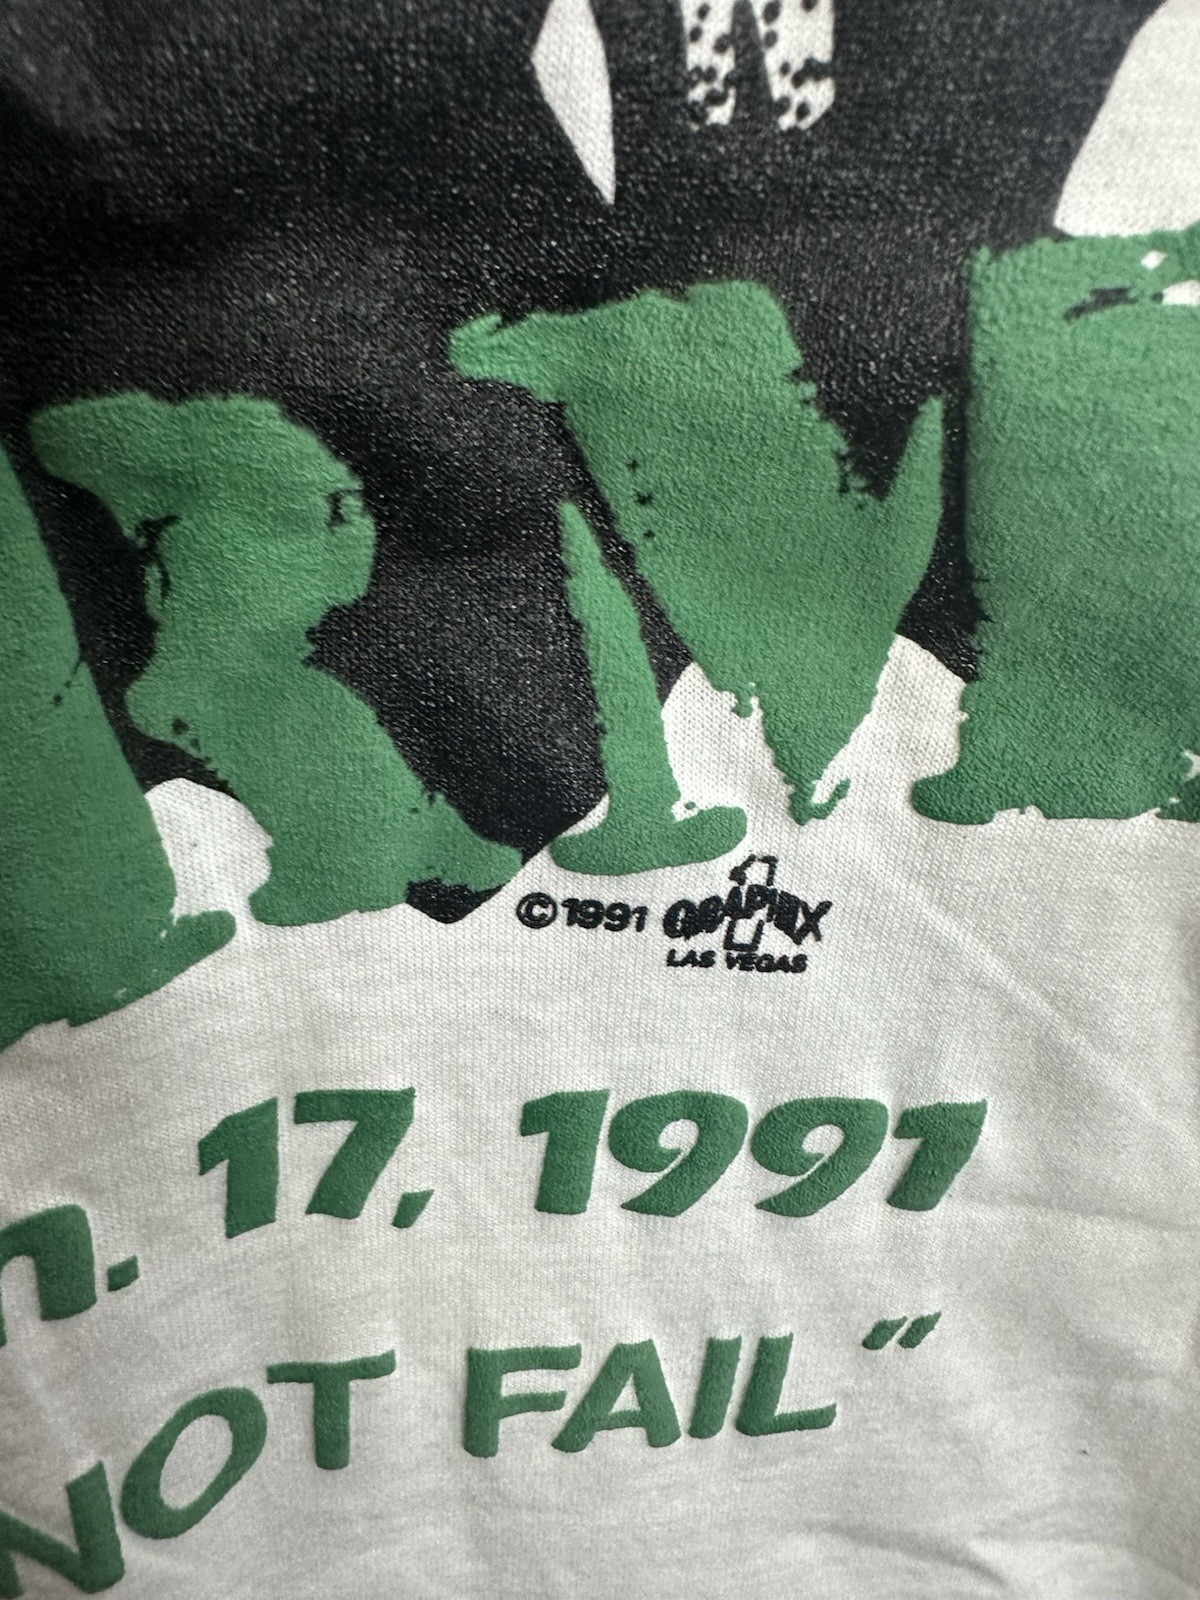 ©1991 GRAPHIX
LAS VEGAS
n. 17, 1991
NOT FAIL"